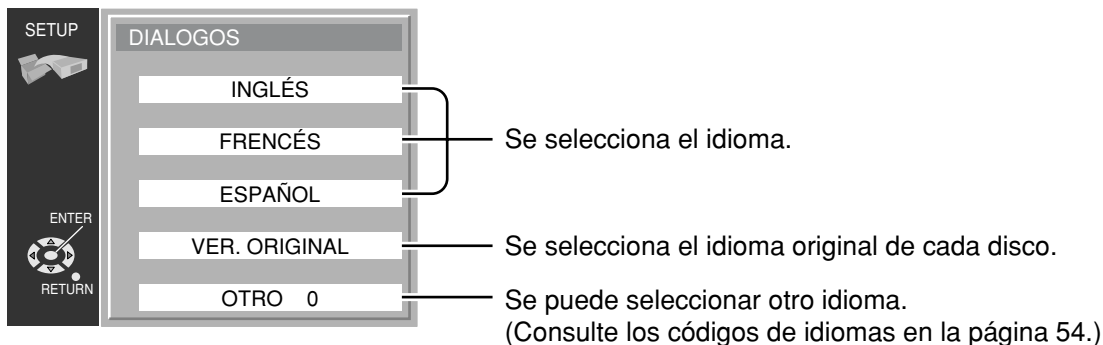 SETUP
DIALOGOS
INGLÉS
FRENCÉS
ESPAÑOL
VER. ORIGINAL
OTRO 0
ENTER
RETURN
Se selecciona el idioma.
Se selecciona el idioma original de cada disco.
Se puede seleccionar otro idioma.
(Consulte los códigos de idiomas en la página 54.)